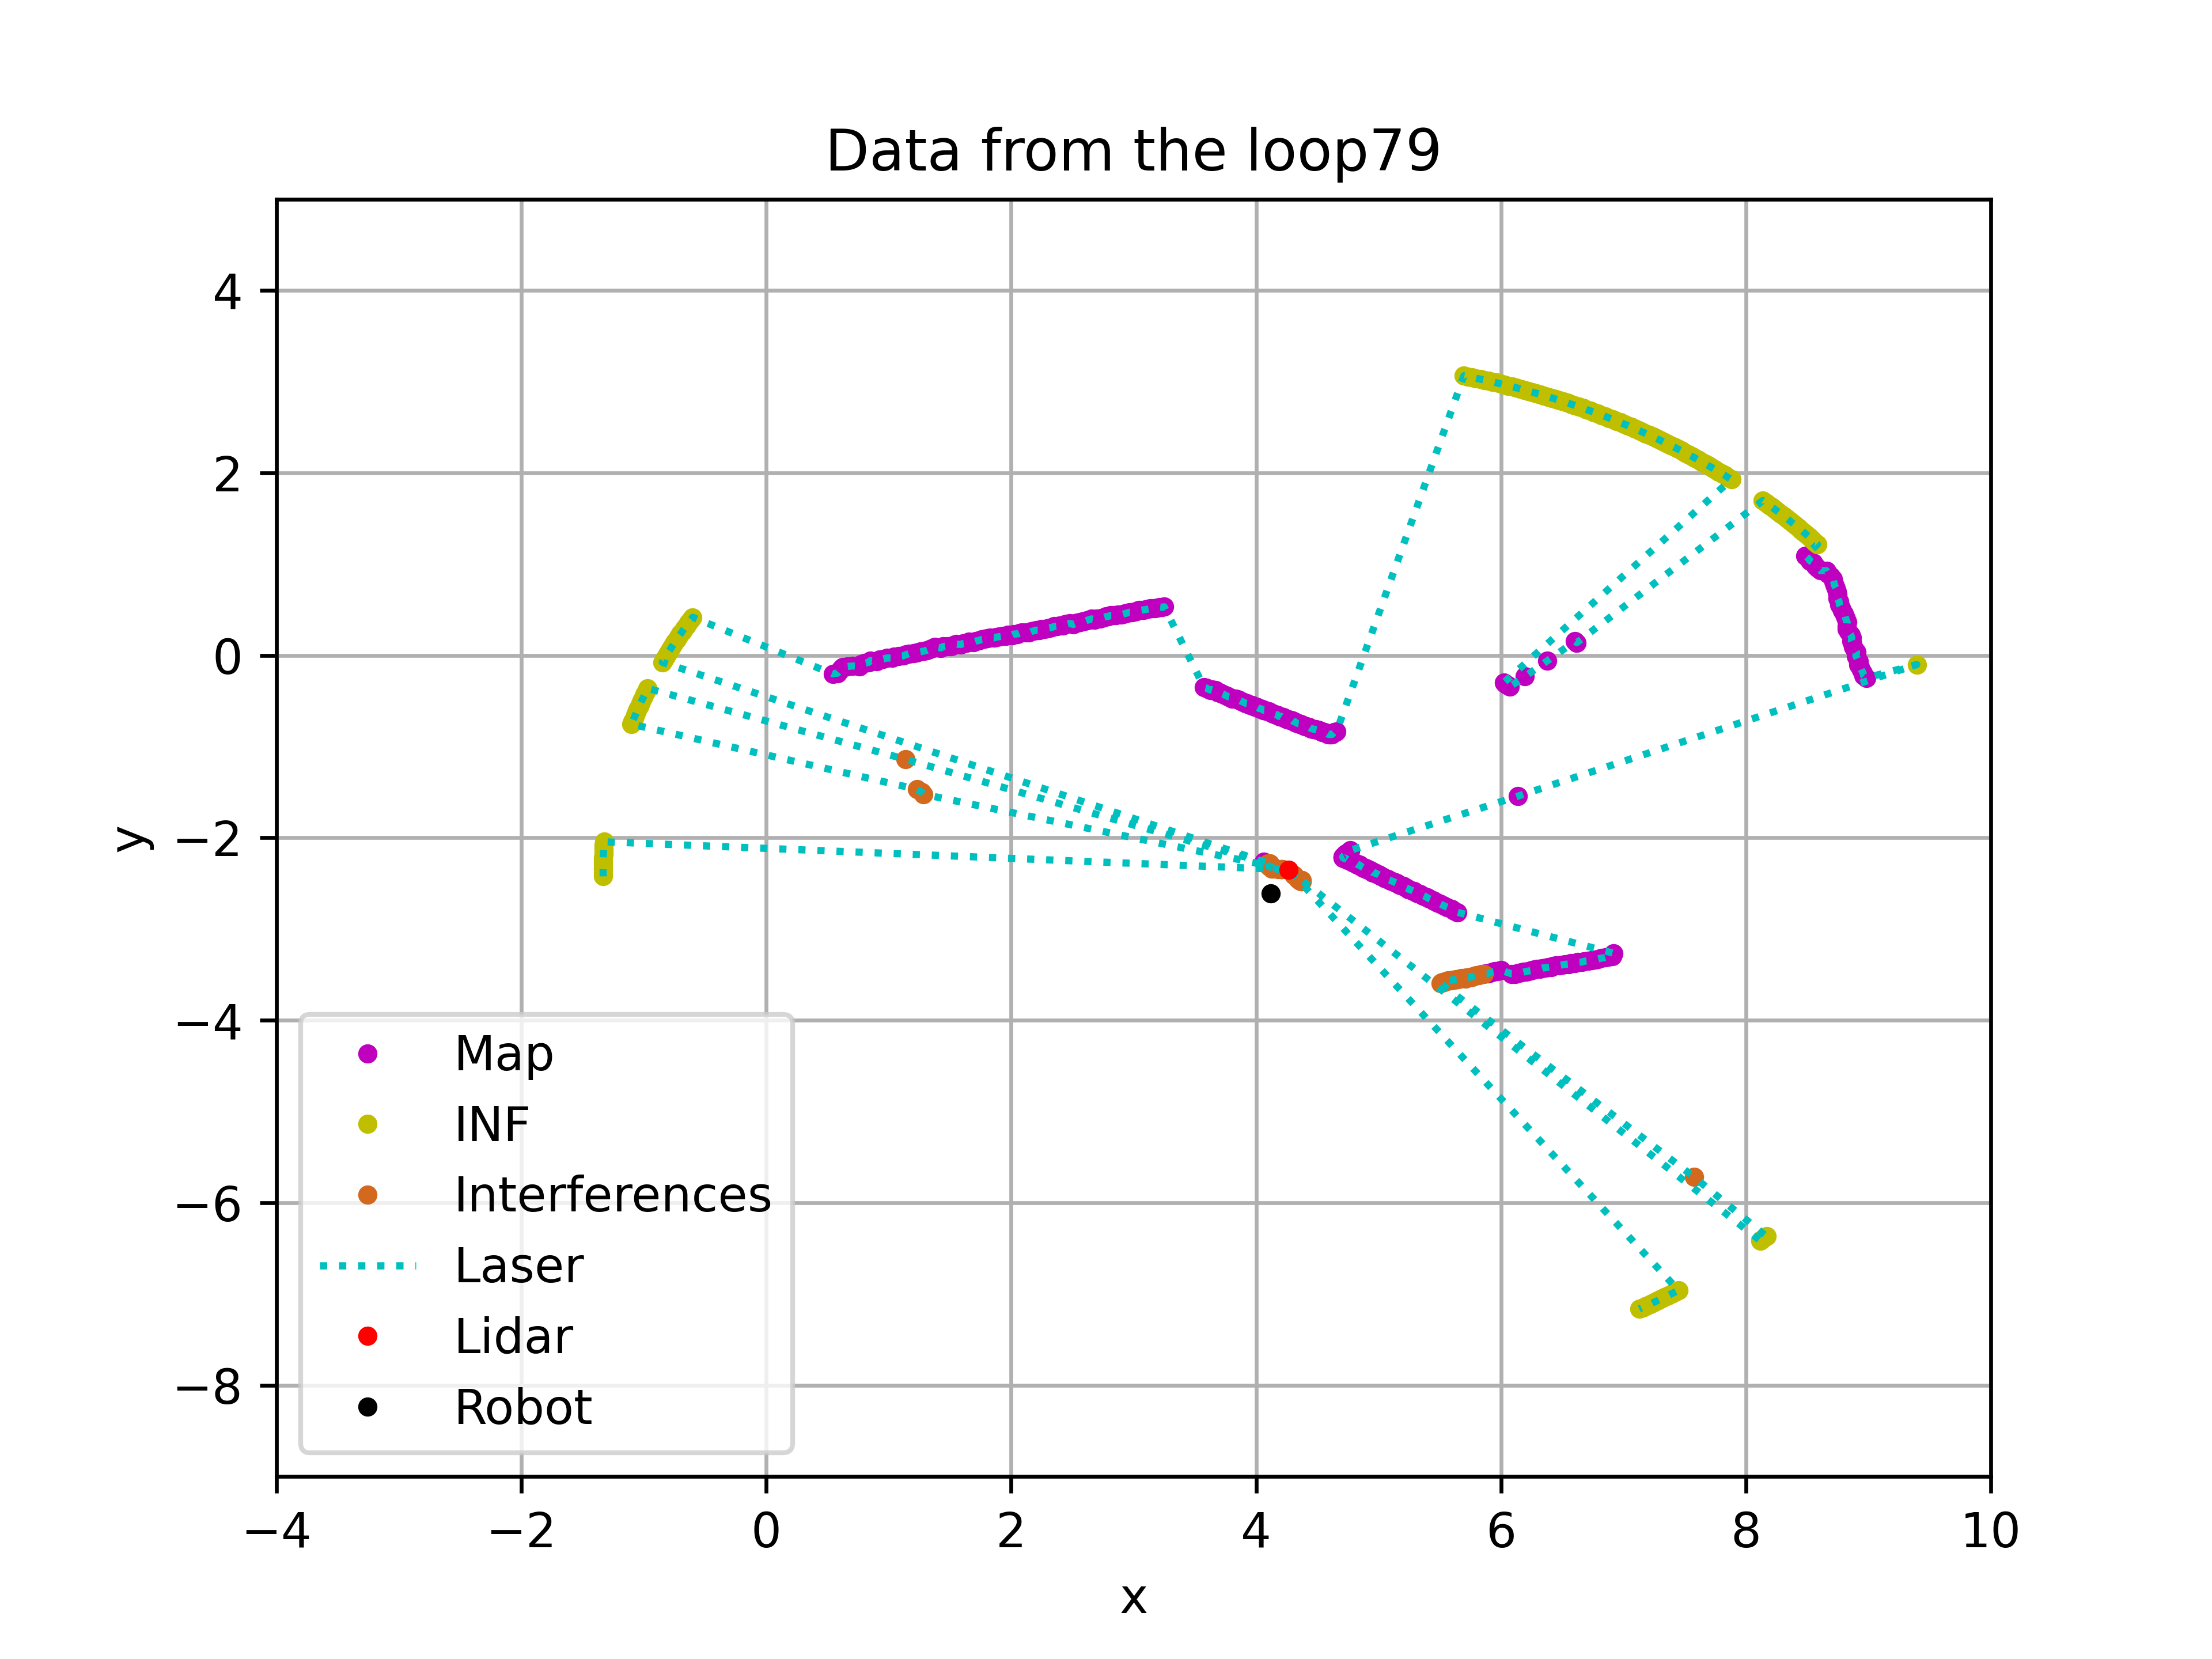 Data from the loop79
4
2
0
−2
−4
−6
−8
y
Map
INF
Interferences
Laser
Lidar
Robot
−4 −2 0 2 4 6 8 10
x